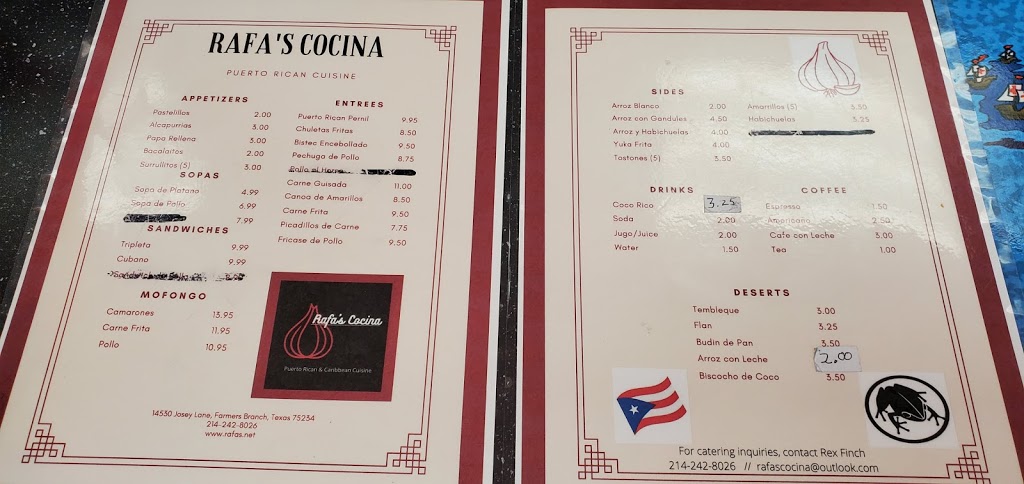 RAFA'S COCINA
PUERTO RICAN CUISINE
APPETIZERS
Pastelillos 2.00
Alcapurrias 3.00
Papa Rellena 3.00
Bacalaitos 2.00
Surrullitos (3) 3.00
SOPAS
Sopa de Platano 4.99
Sopa de Pollo 6.99
7.99
SANDWICHES
Tripleta 9.99
Cubano 9.99
MOFONGO
Camarones 13.95
Carne Frita 11.95
Pollo 10.95
ENTREES
Puerto Rican Pernil 9.95
Chuletas Fritas 8.50
Bistec Encebollado 9.50
Pechuga de Pollo 8.75
Carne Guisada 11.00
Canoa de Amarillos 8.50
Carne Frita 9.50
Picadillos de Carne 7.75
Fricase de Pollo 9.50
Rafa's Cocina
Puerto Rican & Caribbean Cuisine
14530 Josey Lane, Farmers Branch, Texas 75234
214-242-8026
www.rafas.net
SIDES
Arroz Blanco 2.00
Arroz con Gandules 4.50
Arroz y Habichuelas 4.00
Yuka Frita 4.00
Tostones (5) 3.50
Amarillos (5) 3.50
Habichuelas 3.25
DRINKS
Coco Rico 3.25
Soda 2.00
Jugo/Juice 2.00
Water 1.50
COFFEE
Espresso 1.50
Americano 2.50
Cafe con Leche 3.00
Tea 1.00
DESERTS
Tembleque 3.00
Flan 3.25
Budin de Pan 3.50
Arroz con Leche 2.00
Biscocho de Coco 3.50
For catering inquiries, contact Rex Finch
214-242-8026 // rafascocina@outlook.com